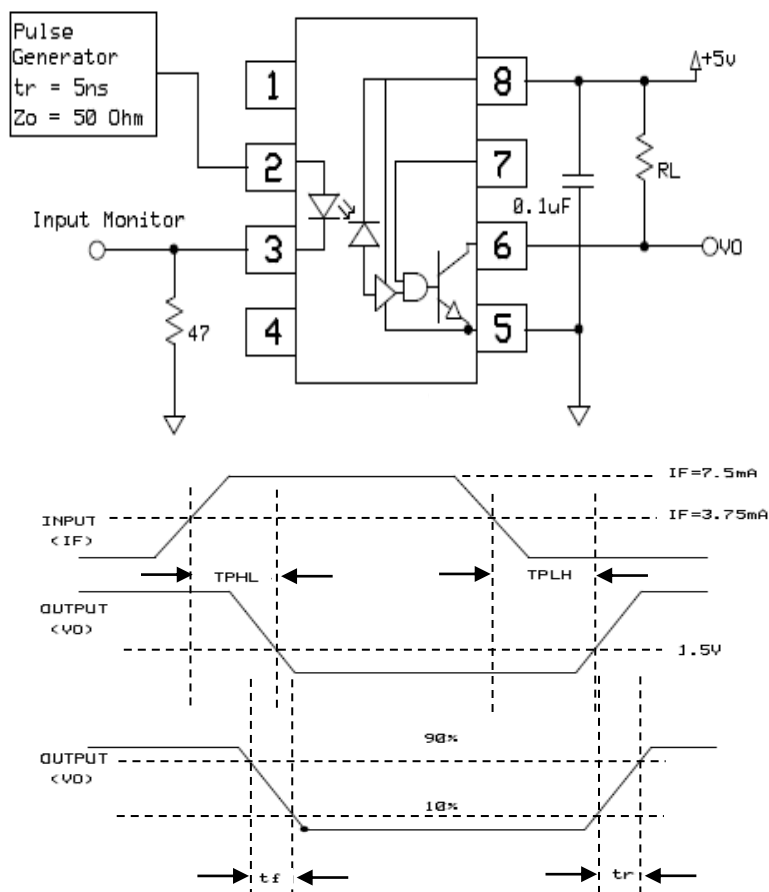 Pulse
Generator
tr = 5ns
Zo = 50 Ohm
1
2
3
4
8
7
6
5
+5v
RL
0.1uF
VO
Input Monitor
47
IF=7.5mA
INPUT
(IF)
IF=3.75mA
TPHL
TPLH
OUTPUT
(VO)
1.5V
OUTPUT
(VO)
90%
10%
tf
tr